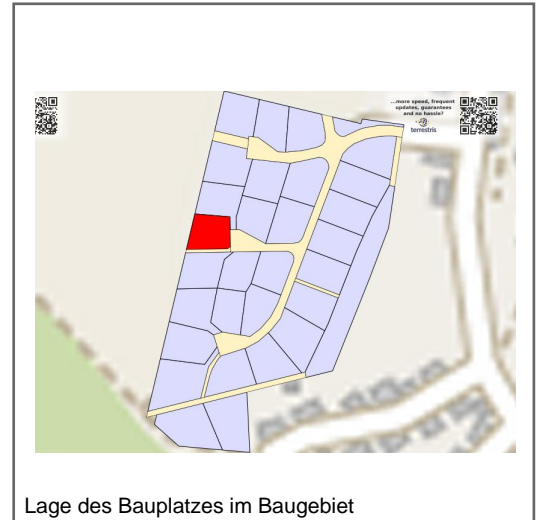 ...more speed, frequent
updates, guarantees
and no hassle?
terrestris
Lage des Bauplatzes im Baugebiet